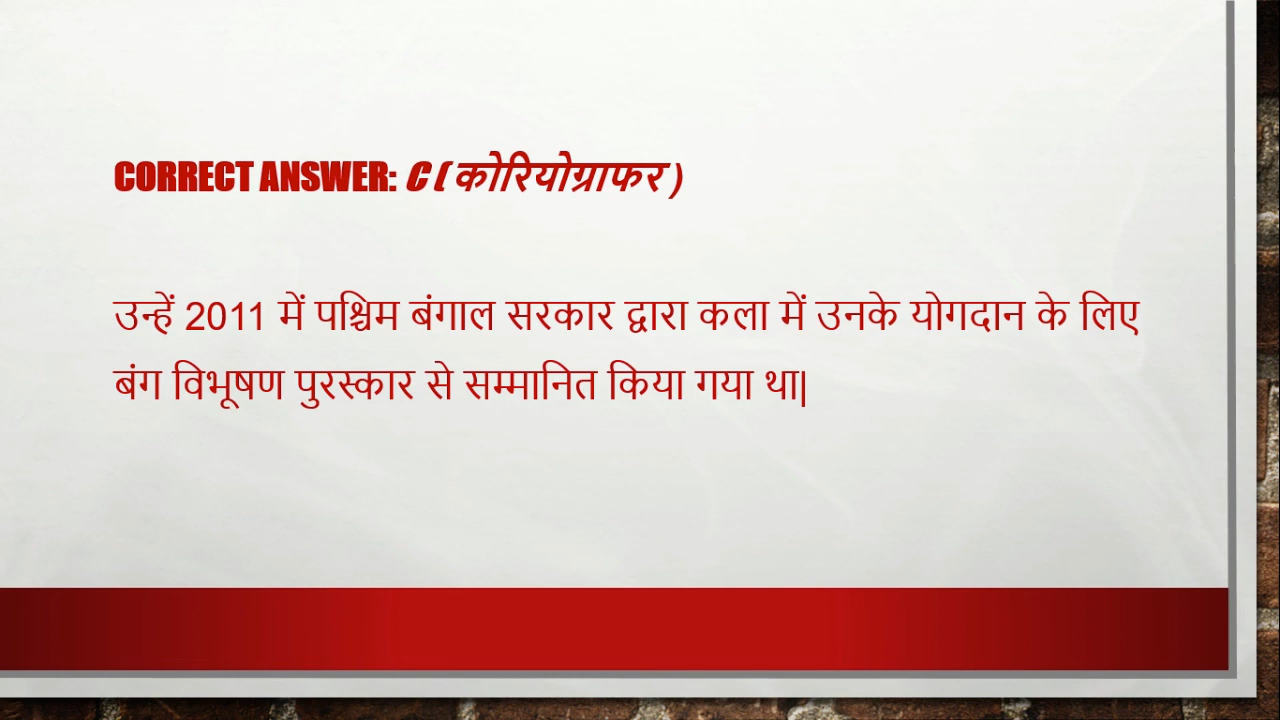 CORRECT ANSWER: C ( कोरियोग्राफर )
उन्हें 2011 में पश्चिम बंगाल सरकार द्वारा कला में उनके योगदान के लिए
बंग विभूषण पुरस्कार से सम्मानित किया गया था|